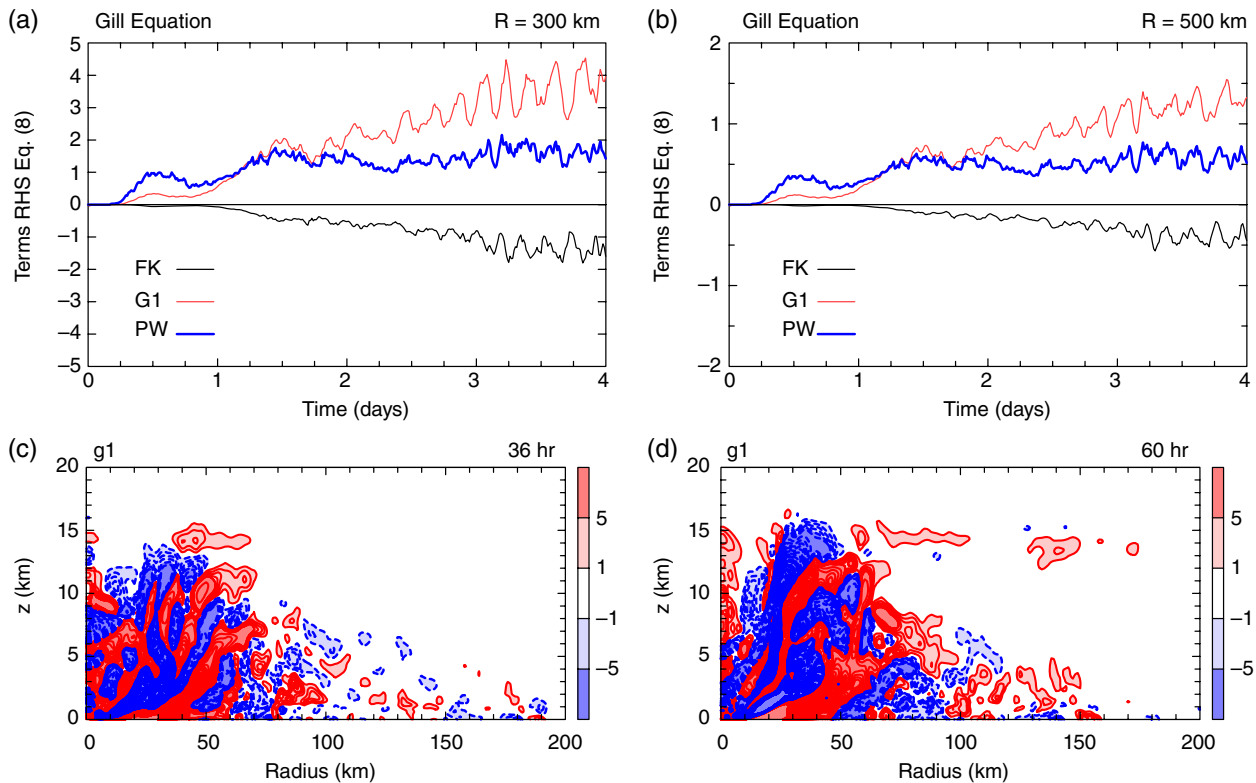 (a) Gill Equation R = 300 km
5
4
3
2
1
0
−1
−2
−3
−4
−5
Terms RHS Eq. (8)
FK
G1
PW
0 1 2 3 4
Time (days)
(b) Gill Equation R = 500 km
2
1
0
−1
−2
Terms RHS Eq. (8)
FK
G1
PW
0 1 2 3 4
Time (days)
(c) g1 36 hr
20
15
10
5
0
z (km)
0 50 100 150 200
Radius (km)
5
1
−1
−5
(d) g1 60 hr
20
15
10
5
0
z (km)
0 50 100 150 200
Radius (km)
5
1
−1
−5